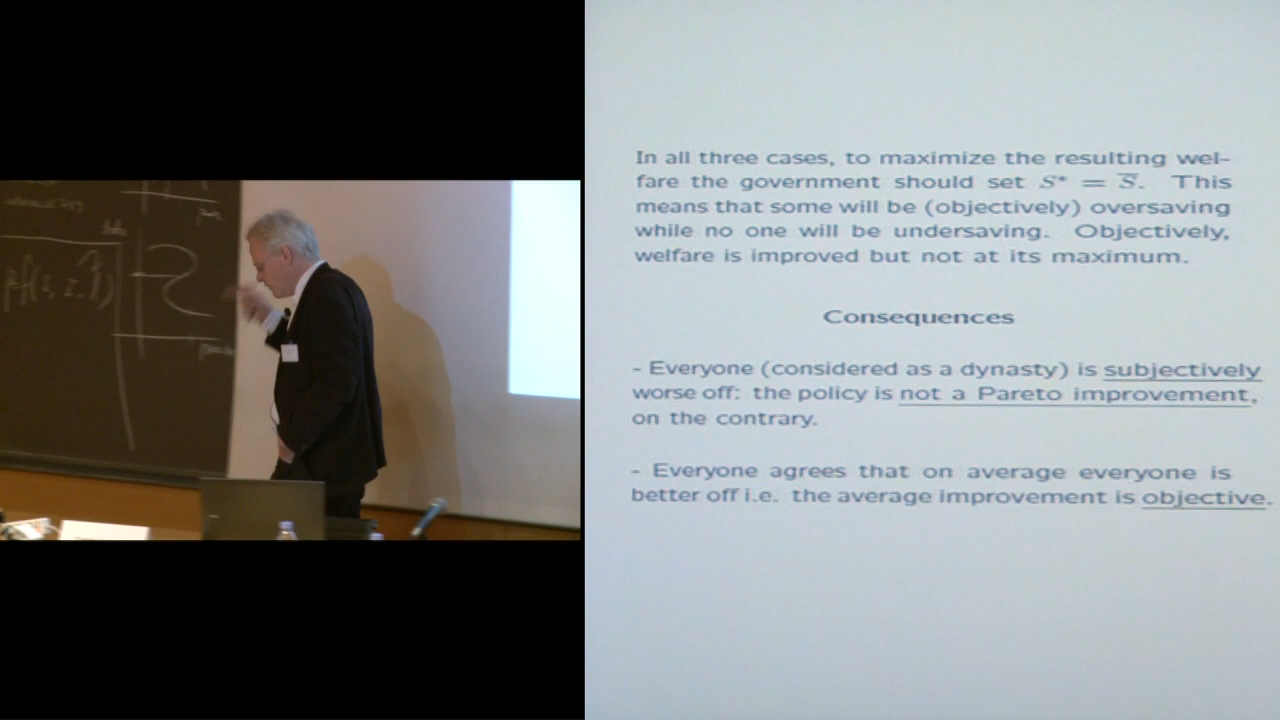 In all three cases, to maximize the resulting wel-
fare the government should set S* = S̅. This
means that some will be (objectively) oversaving
while no one will be undersaving. Objectively,
welfare is improved but not at its maximum.
Consequences
- Everyone (considered as a dynasty) is subjectively
worse off: the policy is not a Pareto improvement,
on the contrary.
- Everyone agrees that on average everyone is
better off i.e. the average improvement is objective.